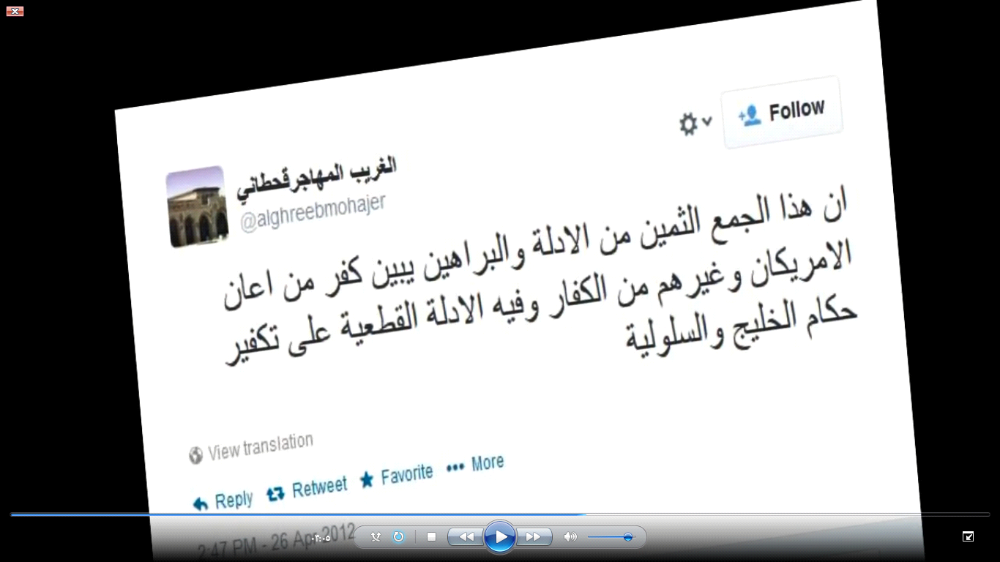 Follow
الغريب المهاجرقحطاني
@alghreebmohajer
ان هذا الجمع الثمين من الادلة والبراهين يبين كفر من اعان
الامريكان وغيرهم من الكفار وفيه الادلة القطعية على تكفير
حكام الخليج والسلولية
View translation
Reply Retweet Favorite More
2:47 PM - 26 Apr 2012
٠٢:٠٥